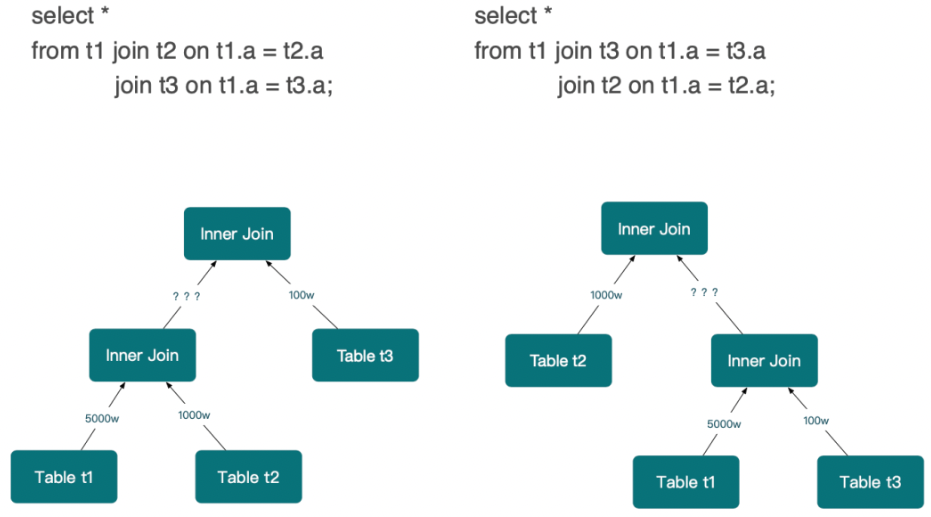 select *
from t1 join t2 on t1.a = t2.a
join t3 on t1.a = t3.a;
select *
from t1 join t3 on t1.a = t3.a
join t2 on t1.a = t2.a;
Inner Join
? ? ?
100w
Inner Join
Table t3
5000w
1000w
Table t1
Table t2
Inner Join
1000w
? ? ?
Table t2
Inner Join
5000w
100w
Table t1
Table t3